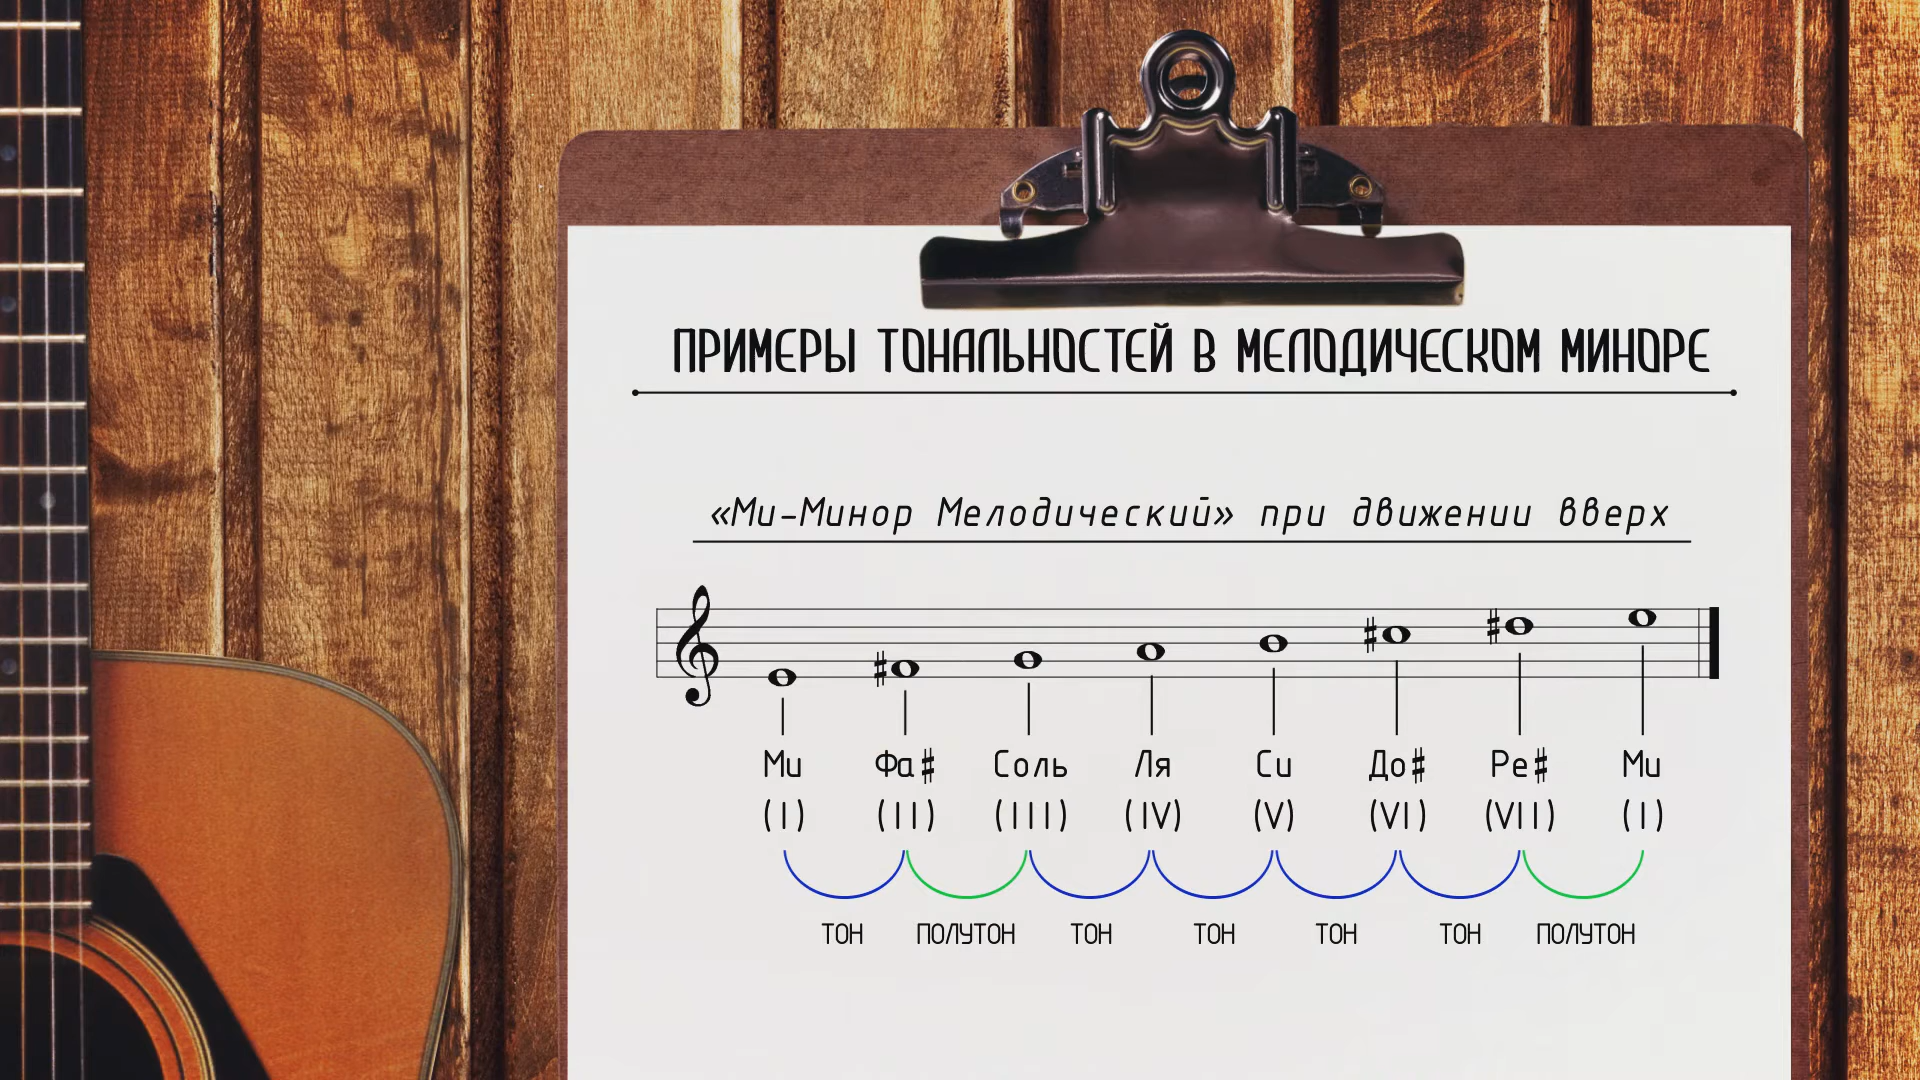 ПРИМЕРЫ ТОНАЛЬНОСТЕЙ В МЕЛОДИЧЕСКОМ МИНОРЕ
«Ми-Минор Мелодический» при движении вверх
Ми Фа# Соль Ля Си До# Ре# Ми
(I) (II) (III) (IV) (V) (VI) (VII) (I)
ТОН ПОЛУТОН ТОН ТОН ТОН ТОН ПОЛУТОН